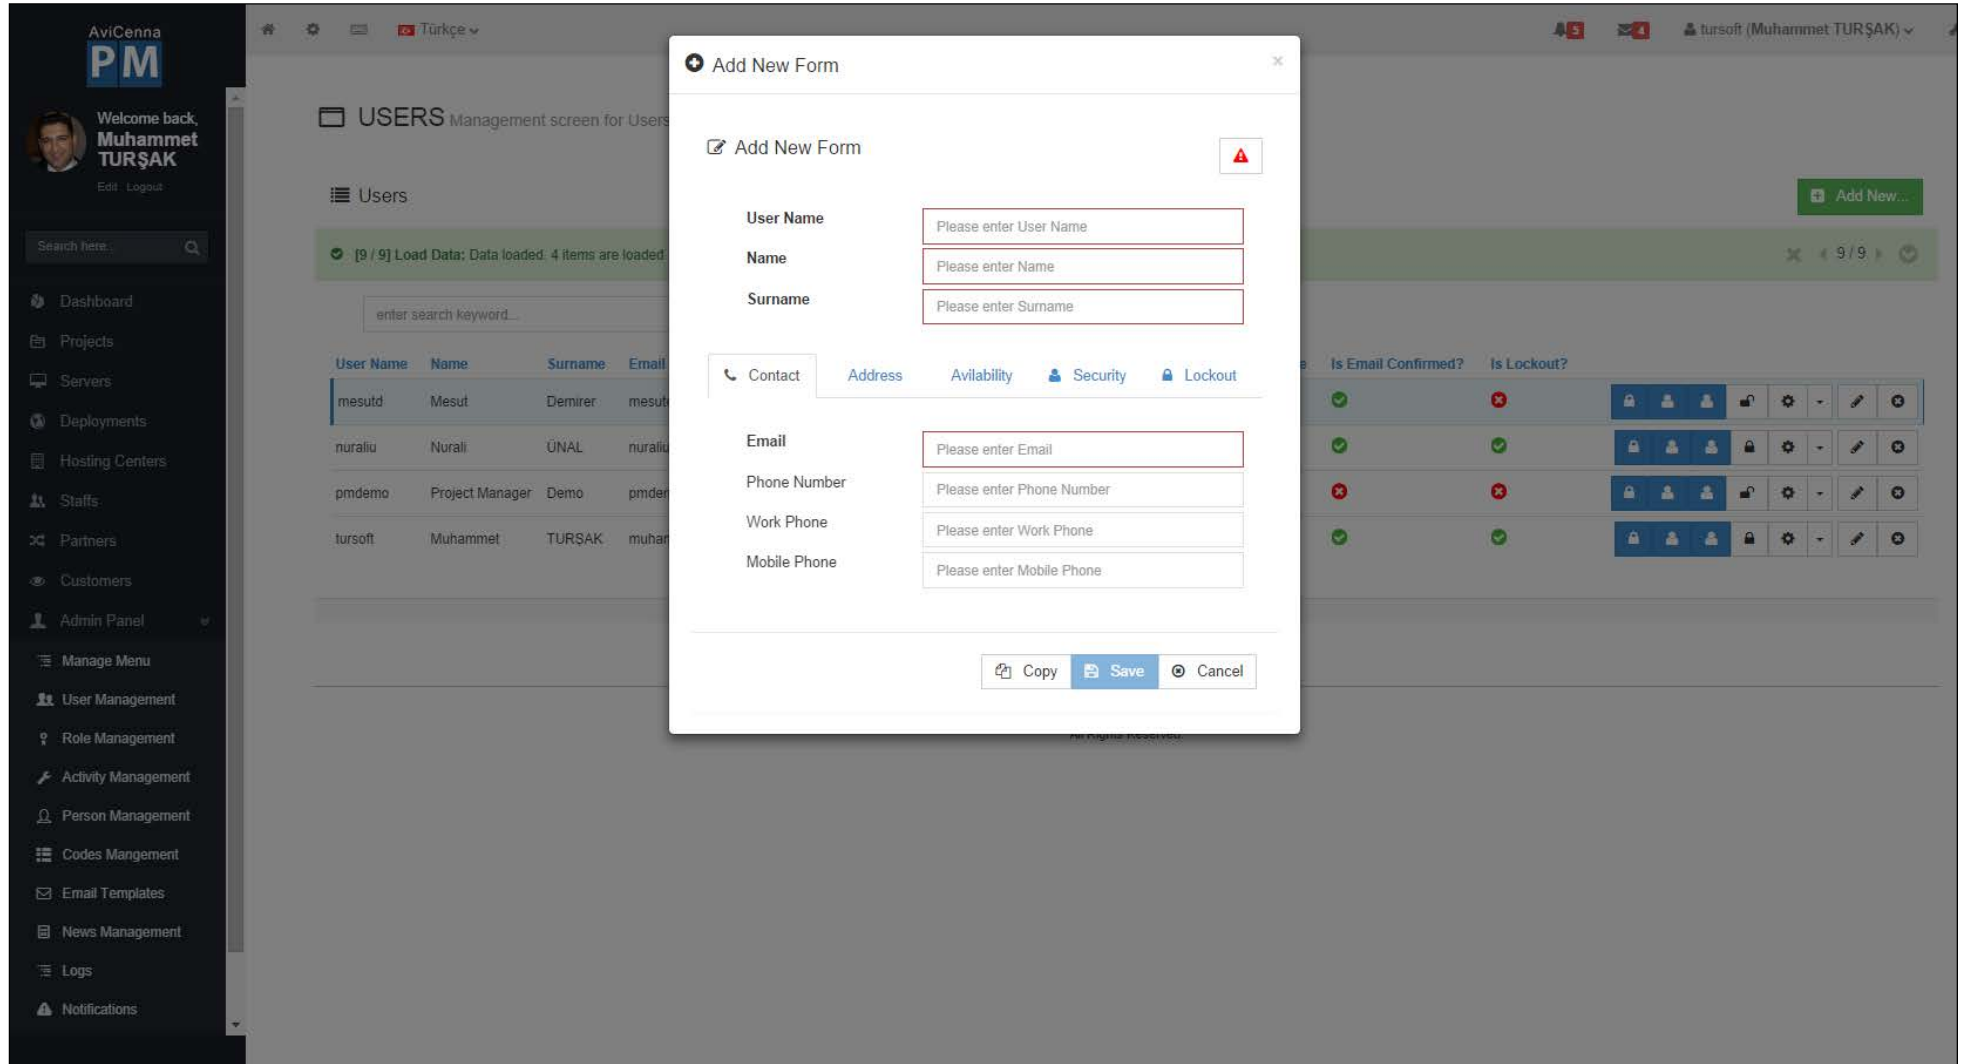 AviCenna
PM
Welcome back,
Muhammet
TURŞAK
Edit Logout
Search here..
Dashboard
Projects
Servers
Deployments
Hosting Centers
Staffs
Partners
Customers
Admin Panel
Manage Menu
User Management
Role Management
Activity Management
Person Management
Codes Mangement
Email Templates
News Management
Logs
Notifications
Türkçe
5
4
tursoft (Muhammet TURŞAK)
USERS Management screen for Users
Users
Add New...
[9 / 9] Load Data: Data loaded. 4 items are loaded
9 / 9
enter search keyword...
User Name Name Surname Email Is Email Confirmed? Is Lockout?
mesutd Mesut Demirer
nuraliu Nurali ÜNAL
pmdemo Project Manager Demo
tursoft Muhammet TURŞAK
Add New Form
×
Add New Form
User Name Please enter User Name
Name Please enter Name
Surname Please enter Surname
Contact Address Avilability Security Lockout
Email Please enter Email
Phone Number Please enter Phone Number
Work Phone Please enter Work Phone
Mobile Phone Please enter Mobile Phone
Copy Save Cancel
All Rights Reserved.